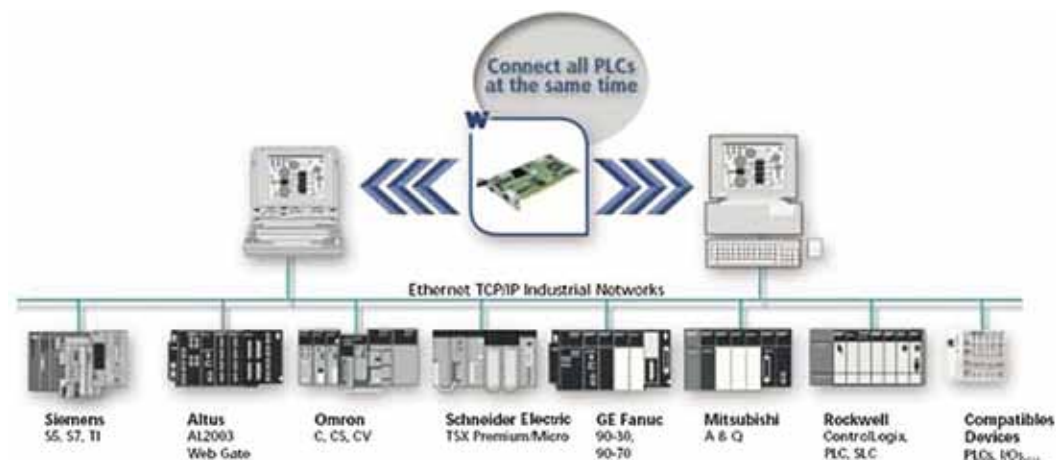 Connect all PLCs
at the same time
W
Ethernet TCP/IP Industrial Networks
Siemens
S5, S7, TI
Altus
AL2003
Web Gate
Omron
C, CS, CV
Schneider Electric
TSX Premium/Micro
GE Fanuc
90-30,
90-70
Mitsubishi
A & Q
Rockwell
ControlLogix,
PLC, SLC
Compatibles
Devices
PLCs, I/Os,...